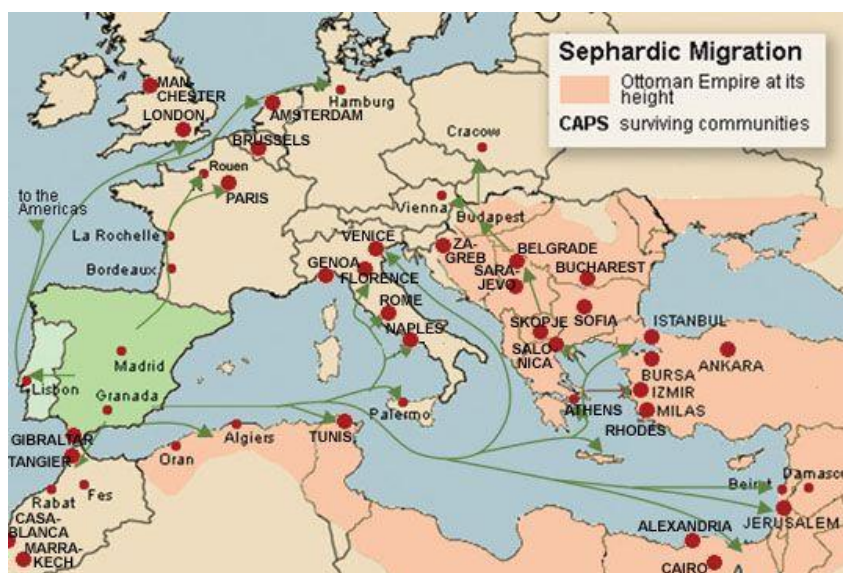 Sephardic Migration
Ottoman Empire at its
height
CAPS surviving communities
MAN-
CHESTER
LONDON
AMSTERDAM
Hamburg
BRUSSELS
Cracow
Rouen
PARIS
to the
Americas
Vienna
Budapest
La Rochelle
VENICE
ZA-
GREB
BELGRADE
Bordeaux
GENOA
FLORENCE
SARA-
JEVO
BUCHAREST
ROME
SKOPJE
SOFIA
ISTANBUL
NAPLES
SALO-
NICA
Madrid
ANKARA
BURSA
Lisbon
IZMIR
Granada
Palermo
ATHENS
MILAS
GIBRALTAR
Algiers
TUNIS
RHODES
TANGIER
Oran
Beirut
Damasc
Rabat
Fes
CASA-
BLANCA
JERUSALEM
ALEXANDRIA
MARRA-
KECH
CAIRO